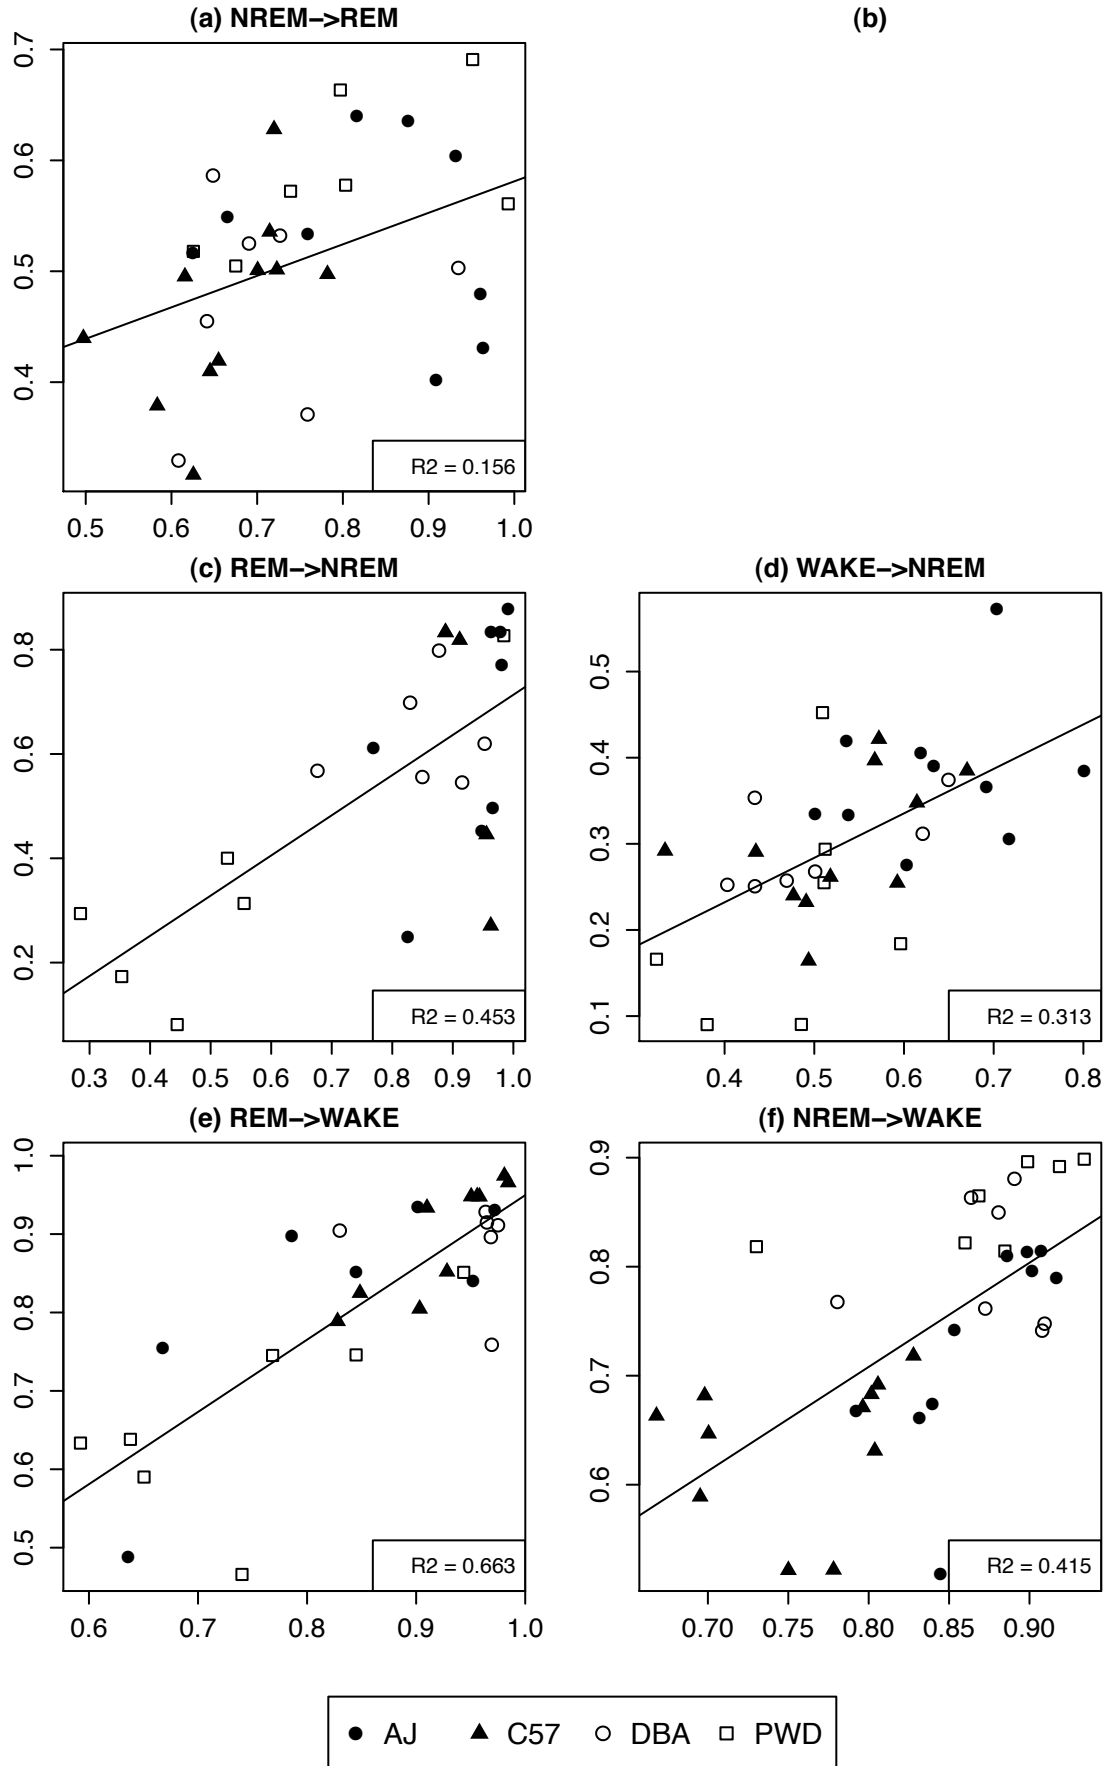 (a) NREM−>REM
(b)
0.7
0.6
0.5
0.4
R2 = 0.156
0.5 0.6 0.7 0.8 0.9 1.0
(c) REM−>NREM
(d) WAKE−>NREM
0.8
0.6
0.4
0.2
R2 = 0.453
0.3 0.4 0.5 0.6 0.7 0.8 0.9 1.0
0.5
0.4
0.3
0.2
0.1
R2 = 0.313
0.4 0.5 0.6 0.7 0.8
(e) REM−>WAKE
(f) NREM−>WAKE
1.0
0.9
0.8
0.7
0.6
0.5
R2 = 0.663
0.6 0.7 0.8 0.9 1.0
0.9
0.8
0.7
0.6
R2 = 0.415
0.70 0.75 0.80 0.85 0.90
AJ C57 DBA PWD